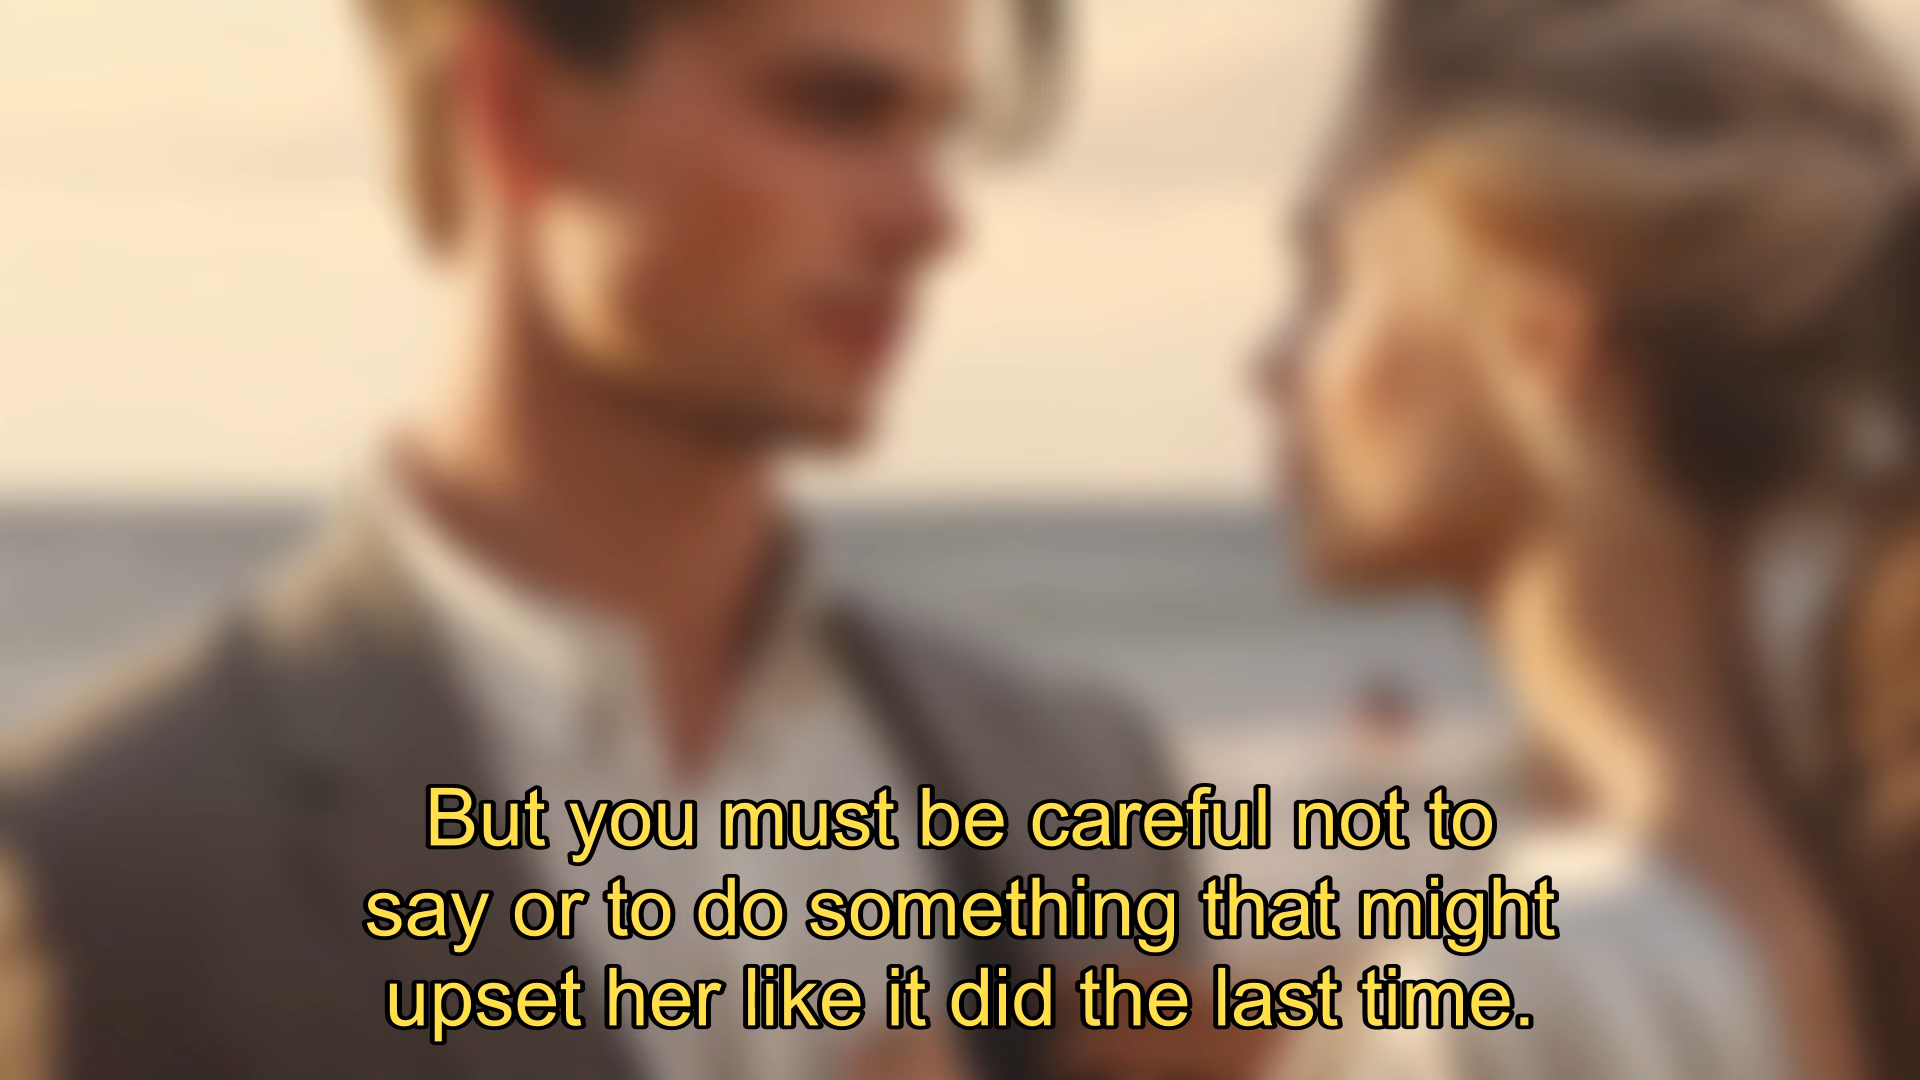 But you must be careful not to
say or to do something that might
upset her like it did the last time.